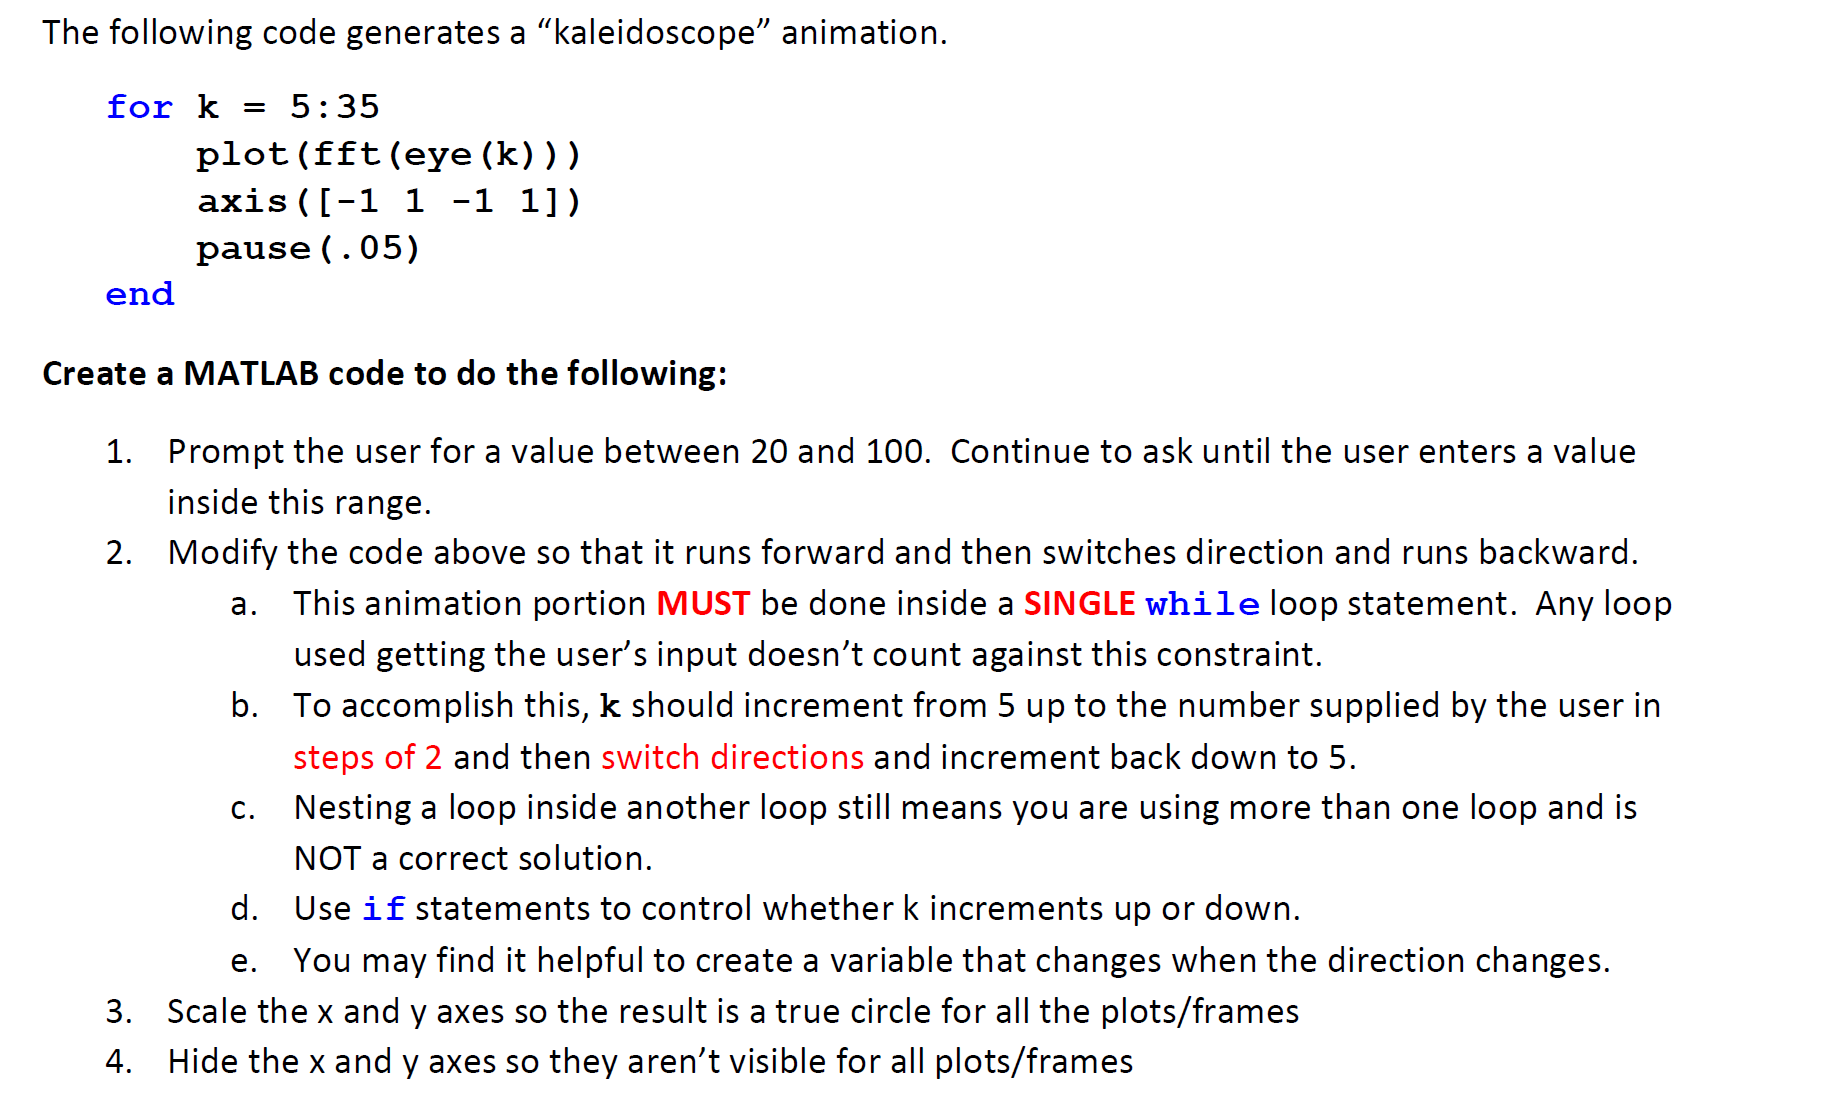 The following code generates a “kaleidoscope” animation.
for k = 5:35
plot(fft(eye(k)))
axis([-1 1 -1 1])
pause(.05)
end
Create a MATLAB code to do the following:
1. Prompt the user for a value between 20 and 100. Continue to ask until the user enters a value
inside this range.
2. Modify the code above so that it runs forward and then switches direction and runs backward.
a. This animation portion MUST be done inside a SINGLE while loop statement. Any loop
used getting the user’s input doesn’t count against this constraint.
b. To accomplish this, k should increment from 5 up to the number supplied by the user in
steps of 2 and then switch directions and increment back down to 5.
c. Nesting a loop inside another loop still means you are using more than one loop and is
NOT a correct solution.
d. Use if statements to control whether k increments up or down.
e. You may find it helpful to create a variable that changes when the direction changes.
3. Scale the x and y axes so the result is a true circle for all the plots/frames
4. Hide the x and y axes so they aren’t visible for all plots/frames